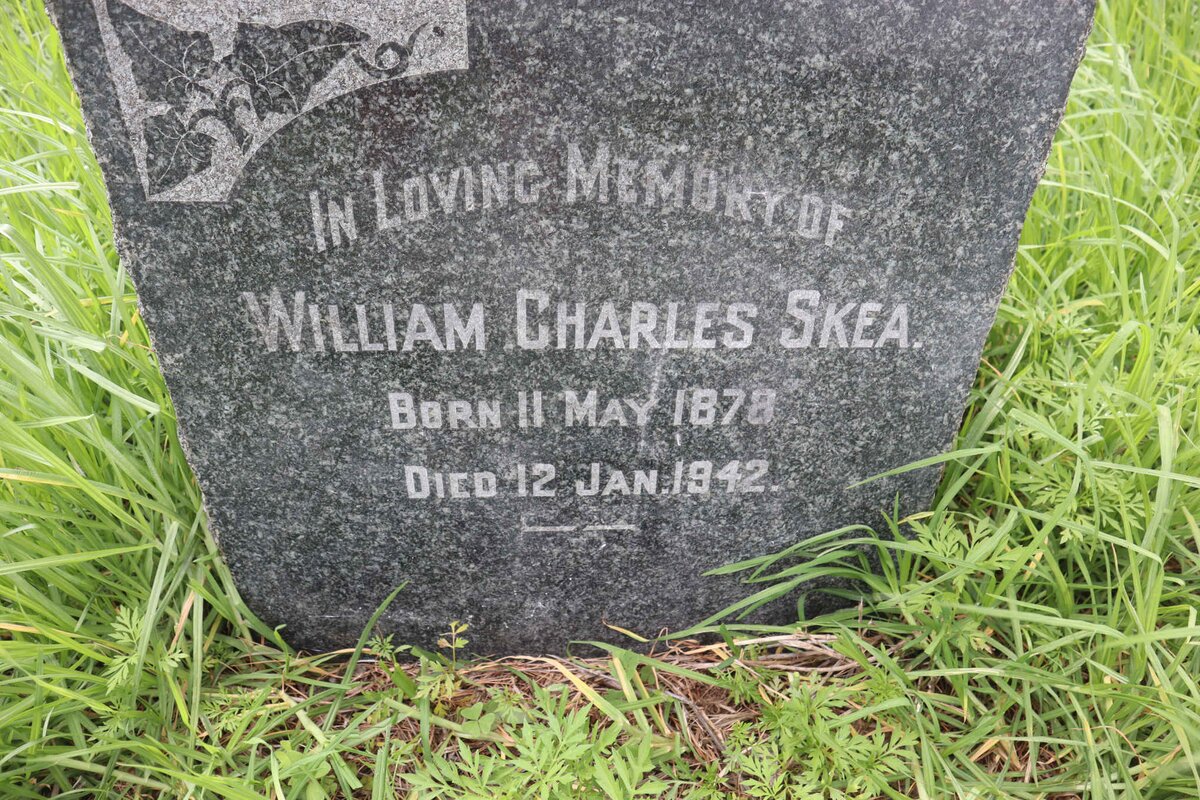 In Loving Memory of
William Charles Skea.
Born 11 May 1878
Died 12 Jan. 1942.